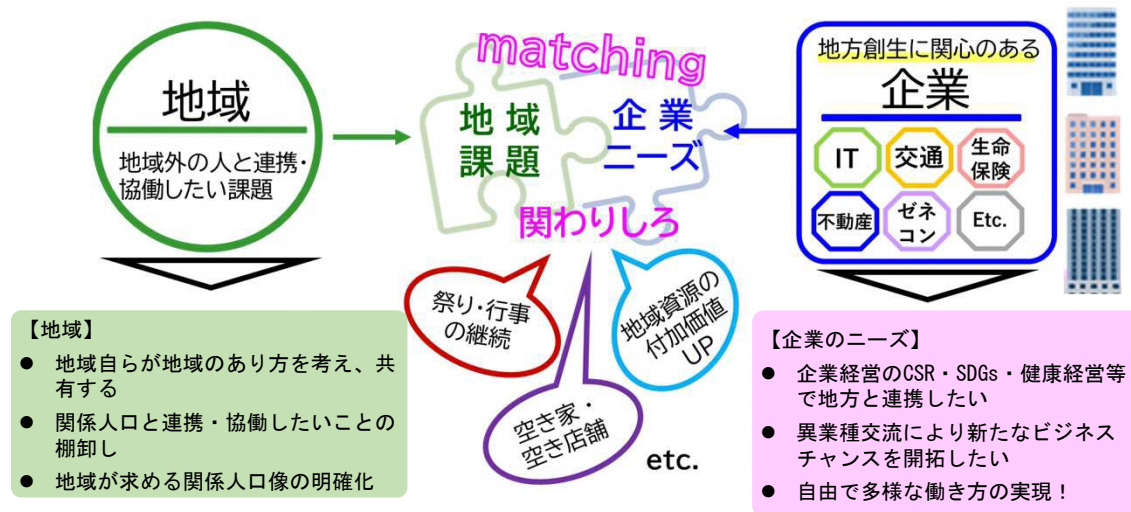 地域
地域外の人と連携・
協働したい課題
matching
地域
課題
企業
ニーズ
関わりしろ
地方創生に関心のある
企業
IT
交通
生命
保険
不動産
ゼネ
コン
Etc.
祭り・行事
の継続
空き家・
空き店舗
地域資源の
付加価値
UP
etc.
【地域】
● 地域自らが地域のあり方を考え、共
有する
● 関係人口と連携・協働したいことの
棚卸し
● 地域が求める関係人口像の明確化
【企業のニーズ】
● 企業経営のCSR・SDGs・健康経営等
で地方と連携したい
● 異業種交流により新たなビジネス
チャンスを開拓したい
● 自由で多様な働き方の実現！